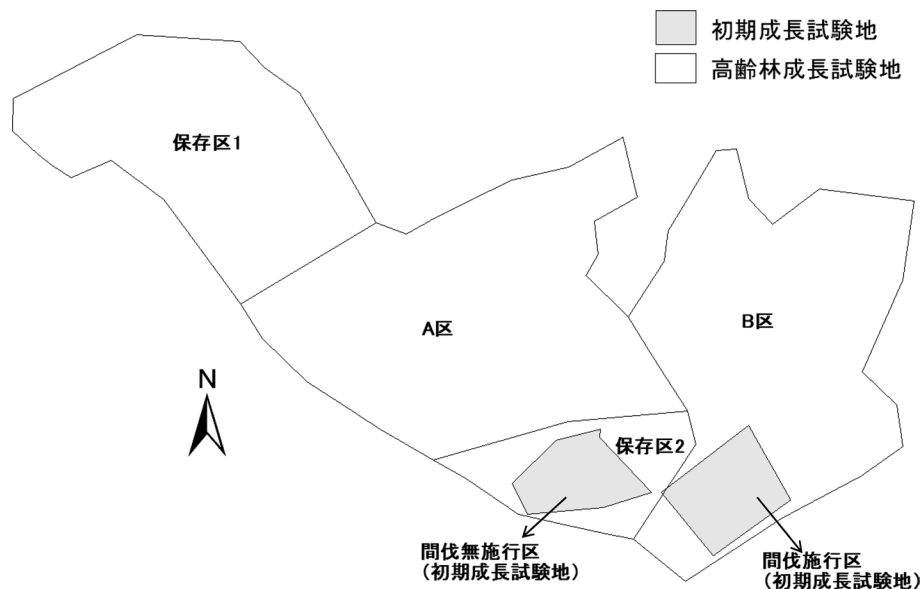 初期成長試験地
高齢林成長試験地
保存区1
A区
B区
N
保存区2
間伐無施行区
(初期成長試験地)
間伐施行区
(初期成長試験地)